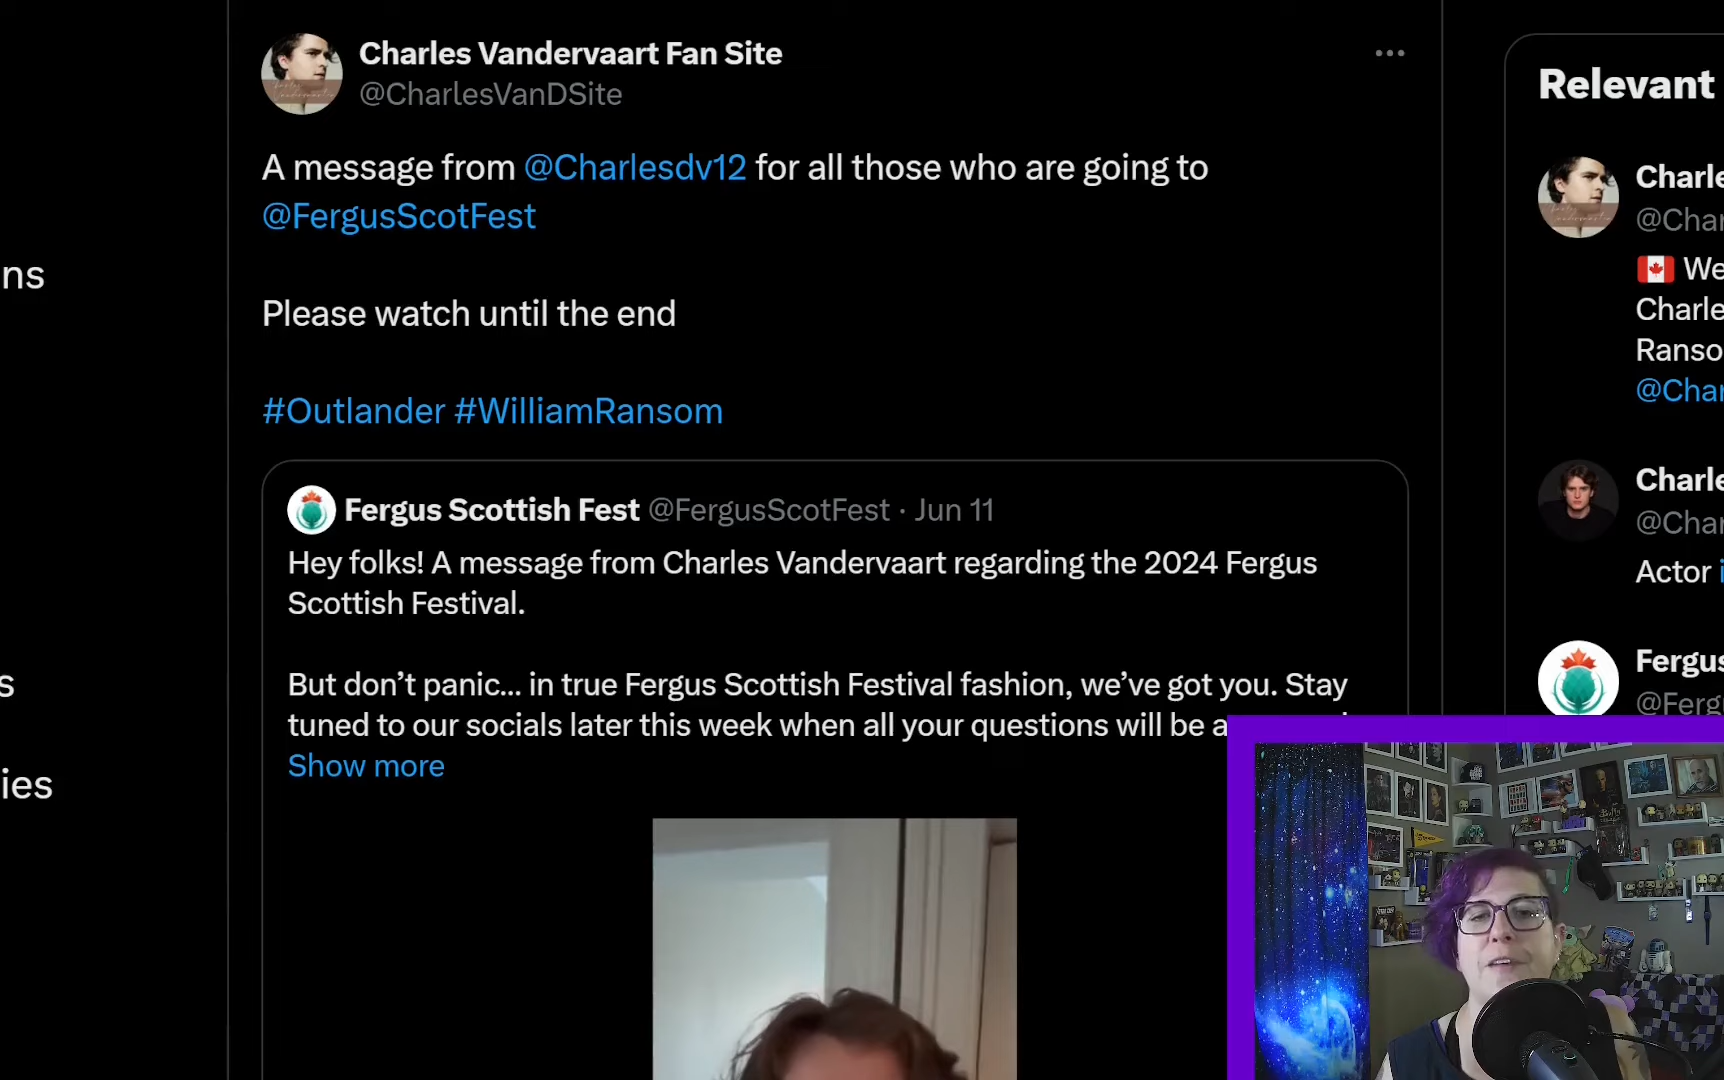 Charles Vandervaart Fan Site
@CharlesVanDSite
A message from @Charlesdv12 for all those who are going to
@FergusScotFest
Please watch until the end
#Outlander #WilliamRansom
Fergus Scottish Fest @FergusScotFest · Jun 11
Hey folks! A message from Charles Vandervaart regarding the 2024 Fergus
Scottish Festival.
But don’t panic... in true Fergus Scottish Festival fashion, we’ve got you. Stay
tuned to our socials later this week when all your questions will be
Show more
ns
s
ies
Relevant
Charle
@Char
We
Charle
Ranso
@Char
Charle
@Char
Actor
Fergus
@Ferg